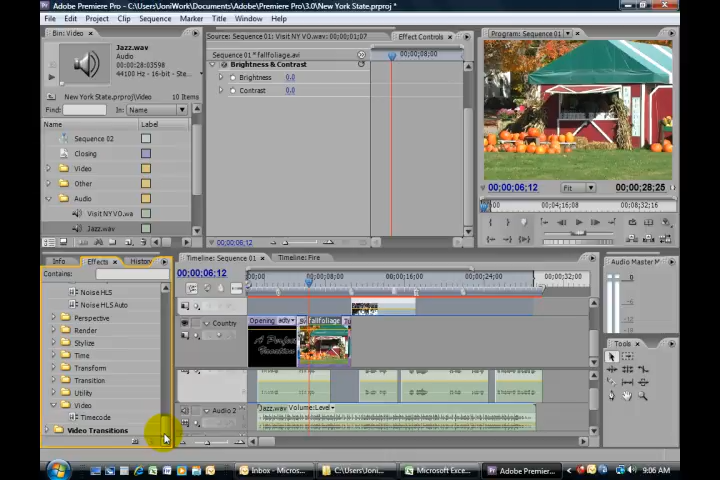 Adobe Premiere Pro - C:\Users\JoniWork\Documents\Adobe\Premiere Pro\3.0\New York State.prproj *
File Edit Project Clip Sequence Marker Title Window Help
Bin: Video
Jazz.wav
Audio
00:00:28:03598
44100 Hz - 16-bit - Ste...
New York State.prproj\Video 10 Items
Find: In: Name
Name Label
Sequence 02
Closing
Video
Other
Audio
Visit NY VO.wa
Jazz.wav
Source: Sequence 01: Visit NY VO.wav: 00;00;01;07
Effect Controls
Sequence 01 * fallfoliage.avi
00;00;08;00
Brightness & Contrast
Brightness 0.0
Contrast 0.0
00;00;06;12
Program: Sequence 01
00;00;06;12 Fit 00;00;28;25
00;00 00;04;16;08 00;08;32;16
Info Effects History
Contains:
Noise HLS
Noise HLS Auto
Perspective
Render
Stylize
Time
Transform
Transition
Utility
Video
Timecode
Video Transitions
Timeline: Sequence 01 Timeline: Fire
00;00;06;12
00;00 00;00;08;00 00;00;16;00 00;00;24;00 00;00;32;00
Country
Opening fallfoliage
A Perfect
Transition
Audio 2
Jazz.wav Volume:Level
Audio Master M
0
Tools
Inbox - Micros...
C:\Users\Joni...
Microsoft Exce...
Adobe Premier...
9:06 AM